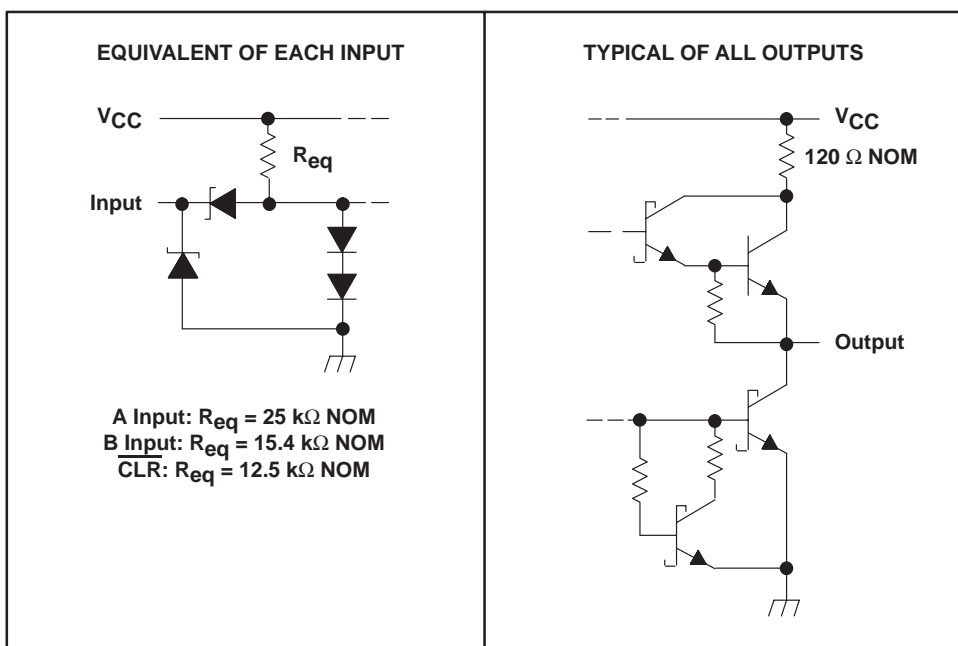 EQUIVALENT OF EACH INPUT
VCC
Req
Input
A Input: Req = 25 kΩ NOM
B Input: Req = 15.4 kΩ NOM
CLR: Req = 12.5 kΩ NOM
TYPICAL OF ALL OUTPUTS
VCC
120 Ω NOM
Output